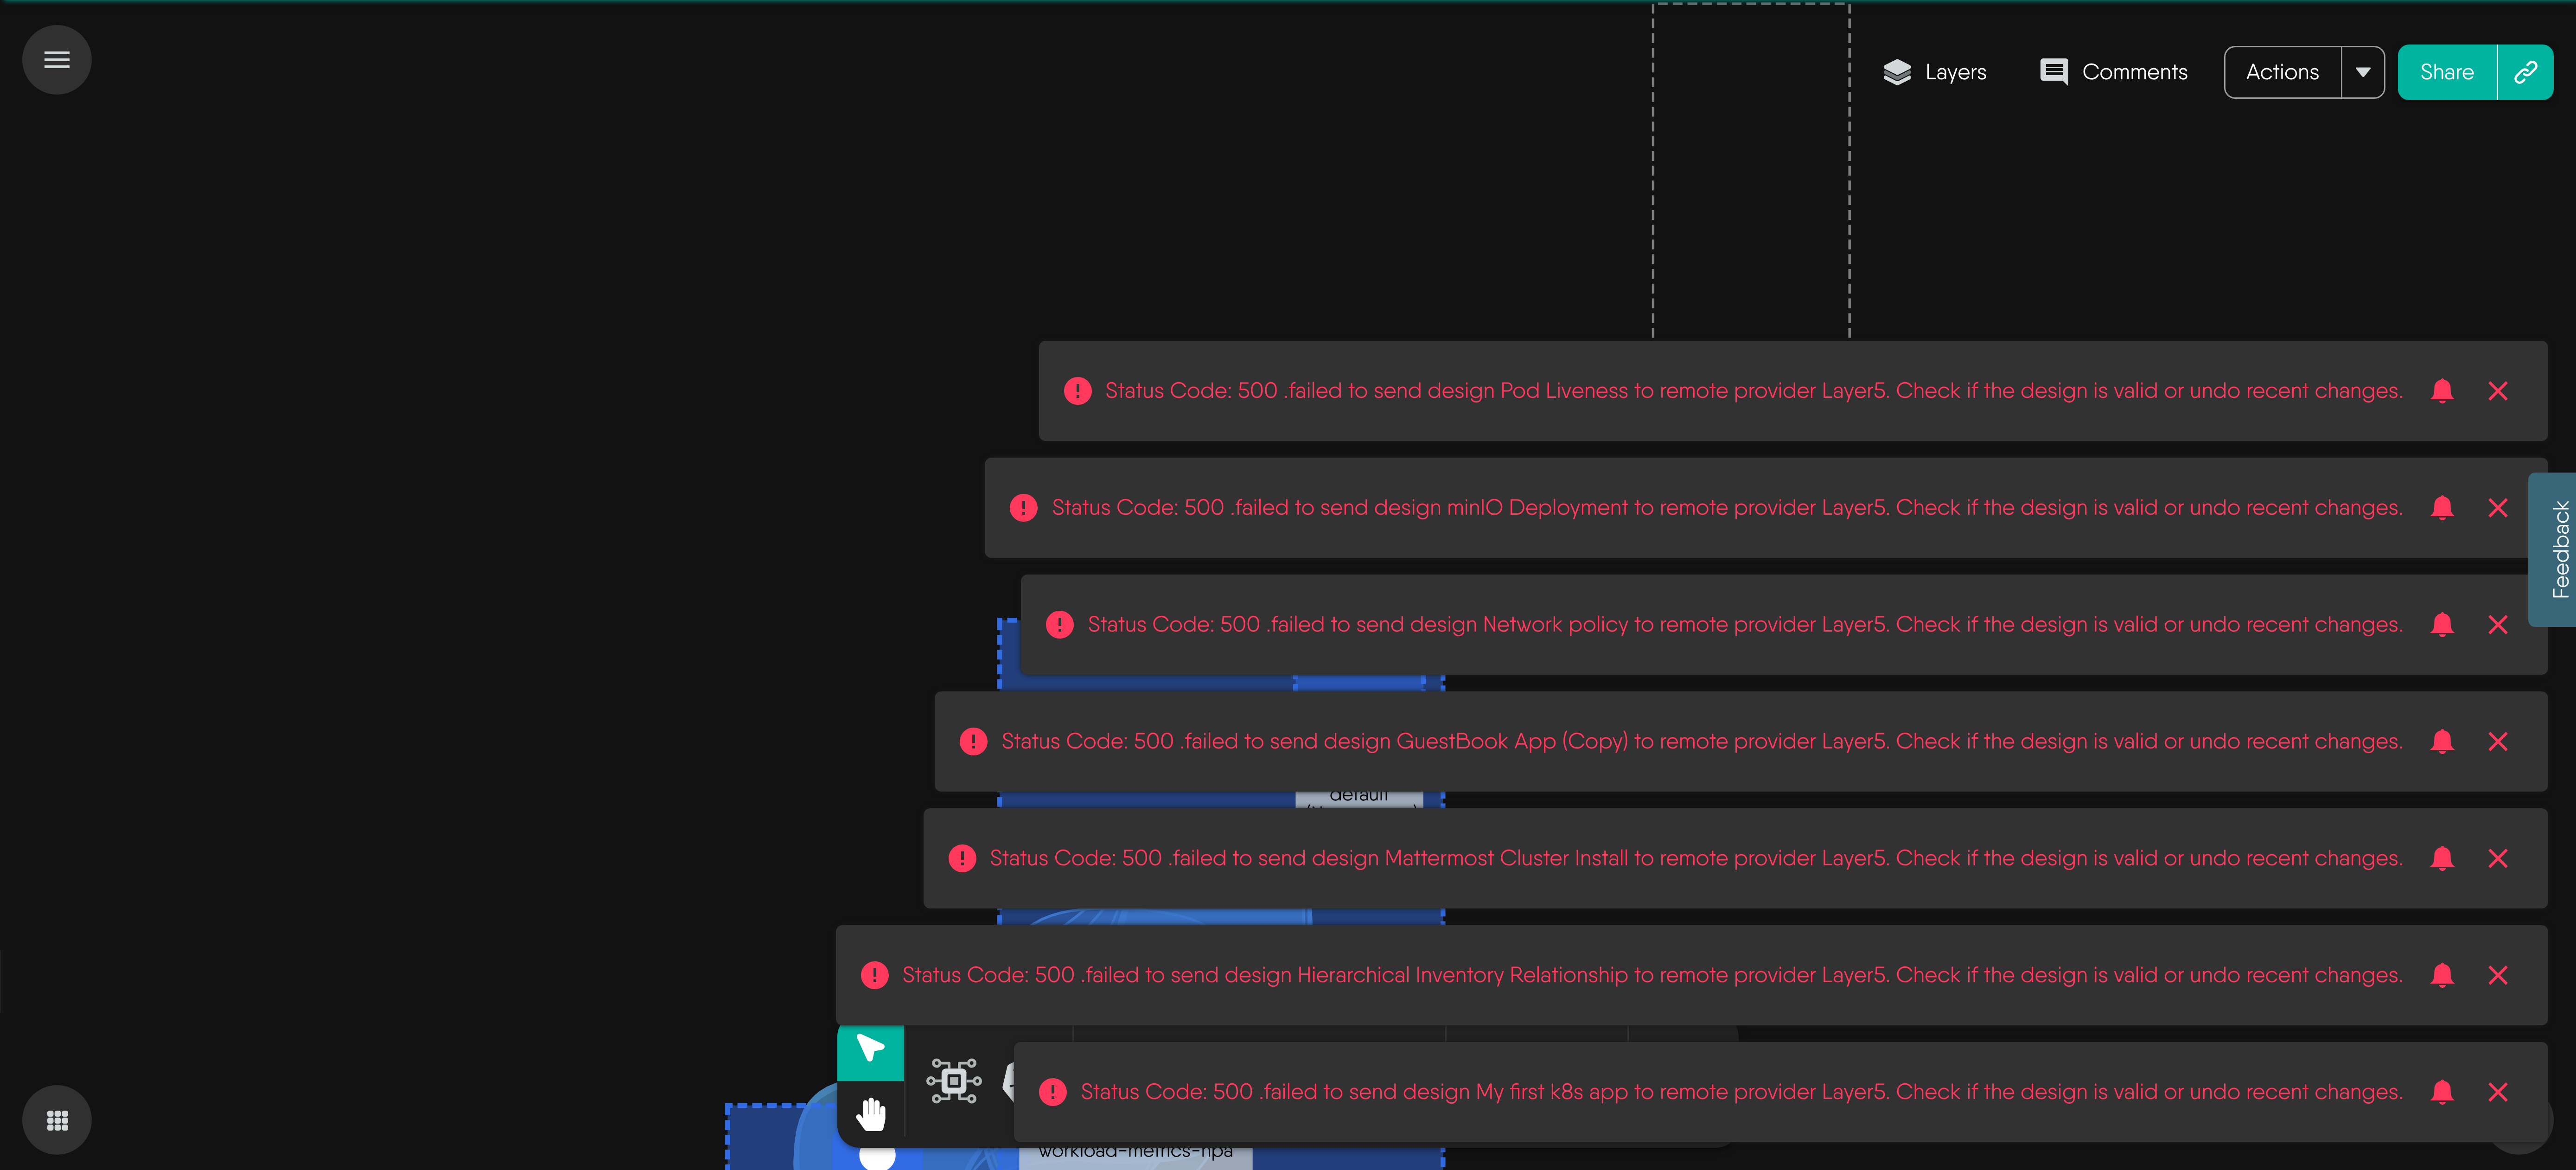 Layers
Comments
Actions
Share
Status Code: 500 .failed to send design Pod Liveness to remote provider Layer5. Check if the design is valid or undo recent changes.
Status Code: 500 .failed to send design minIO Deployment to remote provider Layer5. Check if the design is valid or undo recent changes.
Feedback
Status Code: 500 .failed to send design Network policy to remote provider Layer5. Check if the design is valid or undo recent changes.
Status Code: 500 .failed to send design GuestBook App (Copy) to remote provider Layer5. Check if the design is valid or undo recent changes.
default
Status Code: 500 .failed to send design Mattermost Cluster Install to remote provider Layer5. Check if the design is valid or undo recent changes.
Status Code: 500 .failed to send design Hierarchical Inventory Relationship to remote provider Layer5. Check if the design is valid or undo recent changes.
Status Code: 500 .failed to send design My first k8s app to remote provider Layer5. Check if the design is valid or undo recent changes.
workload-metrics-hpa